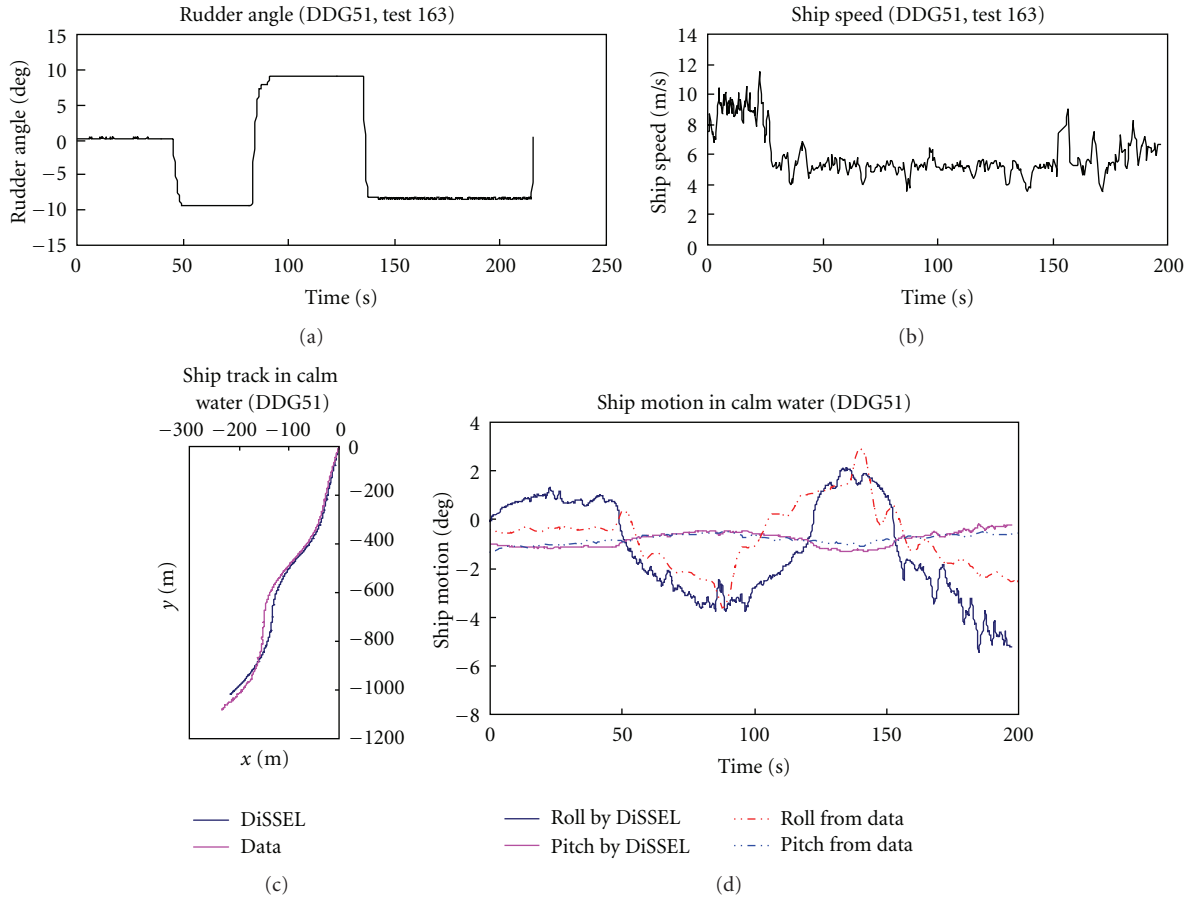 Rudder angle (DDG51, test 163)
15
10
5
0
−5
−10
−15
Rudder angle (deg)
0 50 100 150 200 250
Time (s)
(a)
Ship speed (DDG51, test 163)
14
12
10
8
6
4
2
0
Ship speed (m/s)
0 50 100 150 200
Time (s)
(b)
Ship track in calm
water (DDG51)
−300 −200 −100 0
0
−200
−400
−600
−800
−1000
−1200
y (m)
x (m)
DiSSEL
Data
(c)
Ship motion in calm water (DDG51)
4
2
0
−2
−4
−6
−8
Ship motion (deg)
0 50 100 150 200
Time (s)
Roll by DiSSEL
Pitch by DiSSEL
Roll from data
Pitch from data
(d)